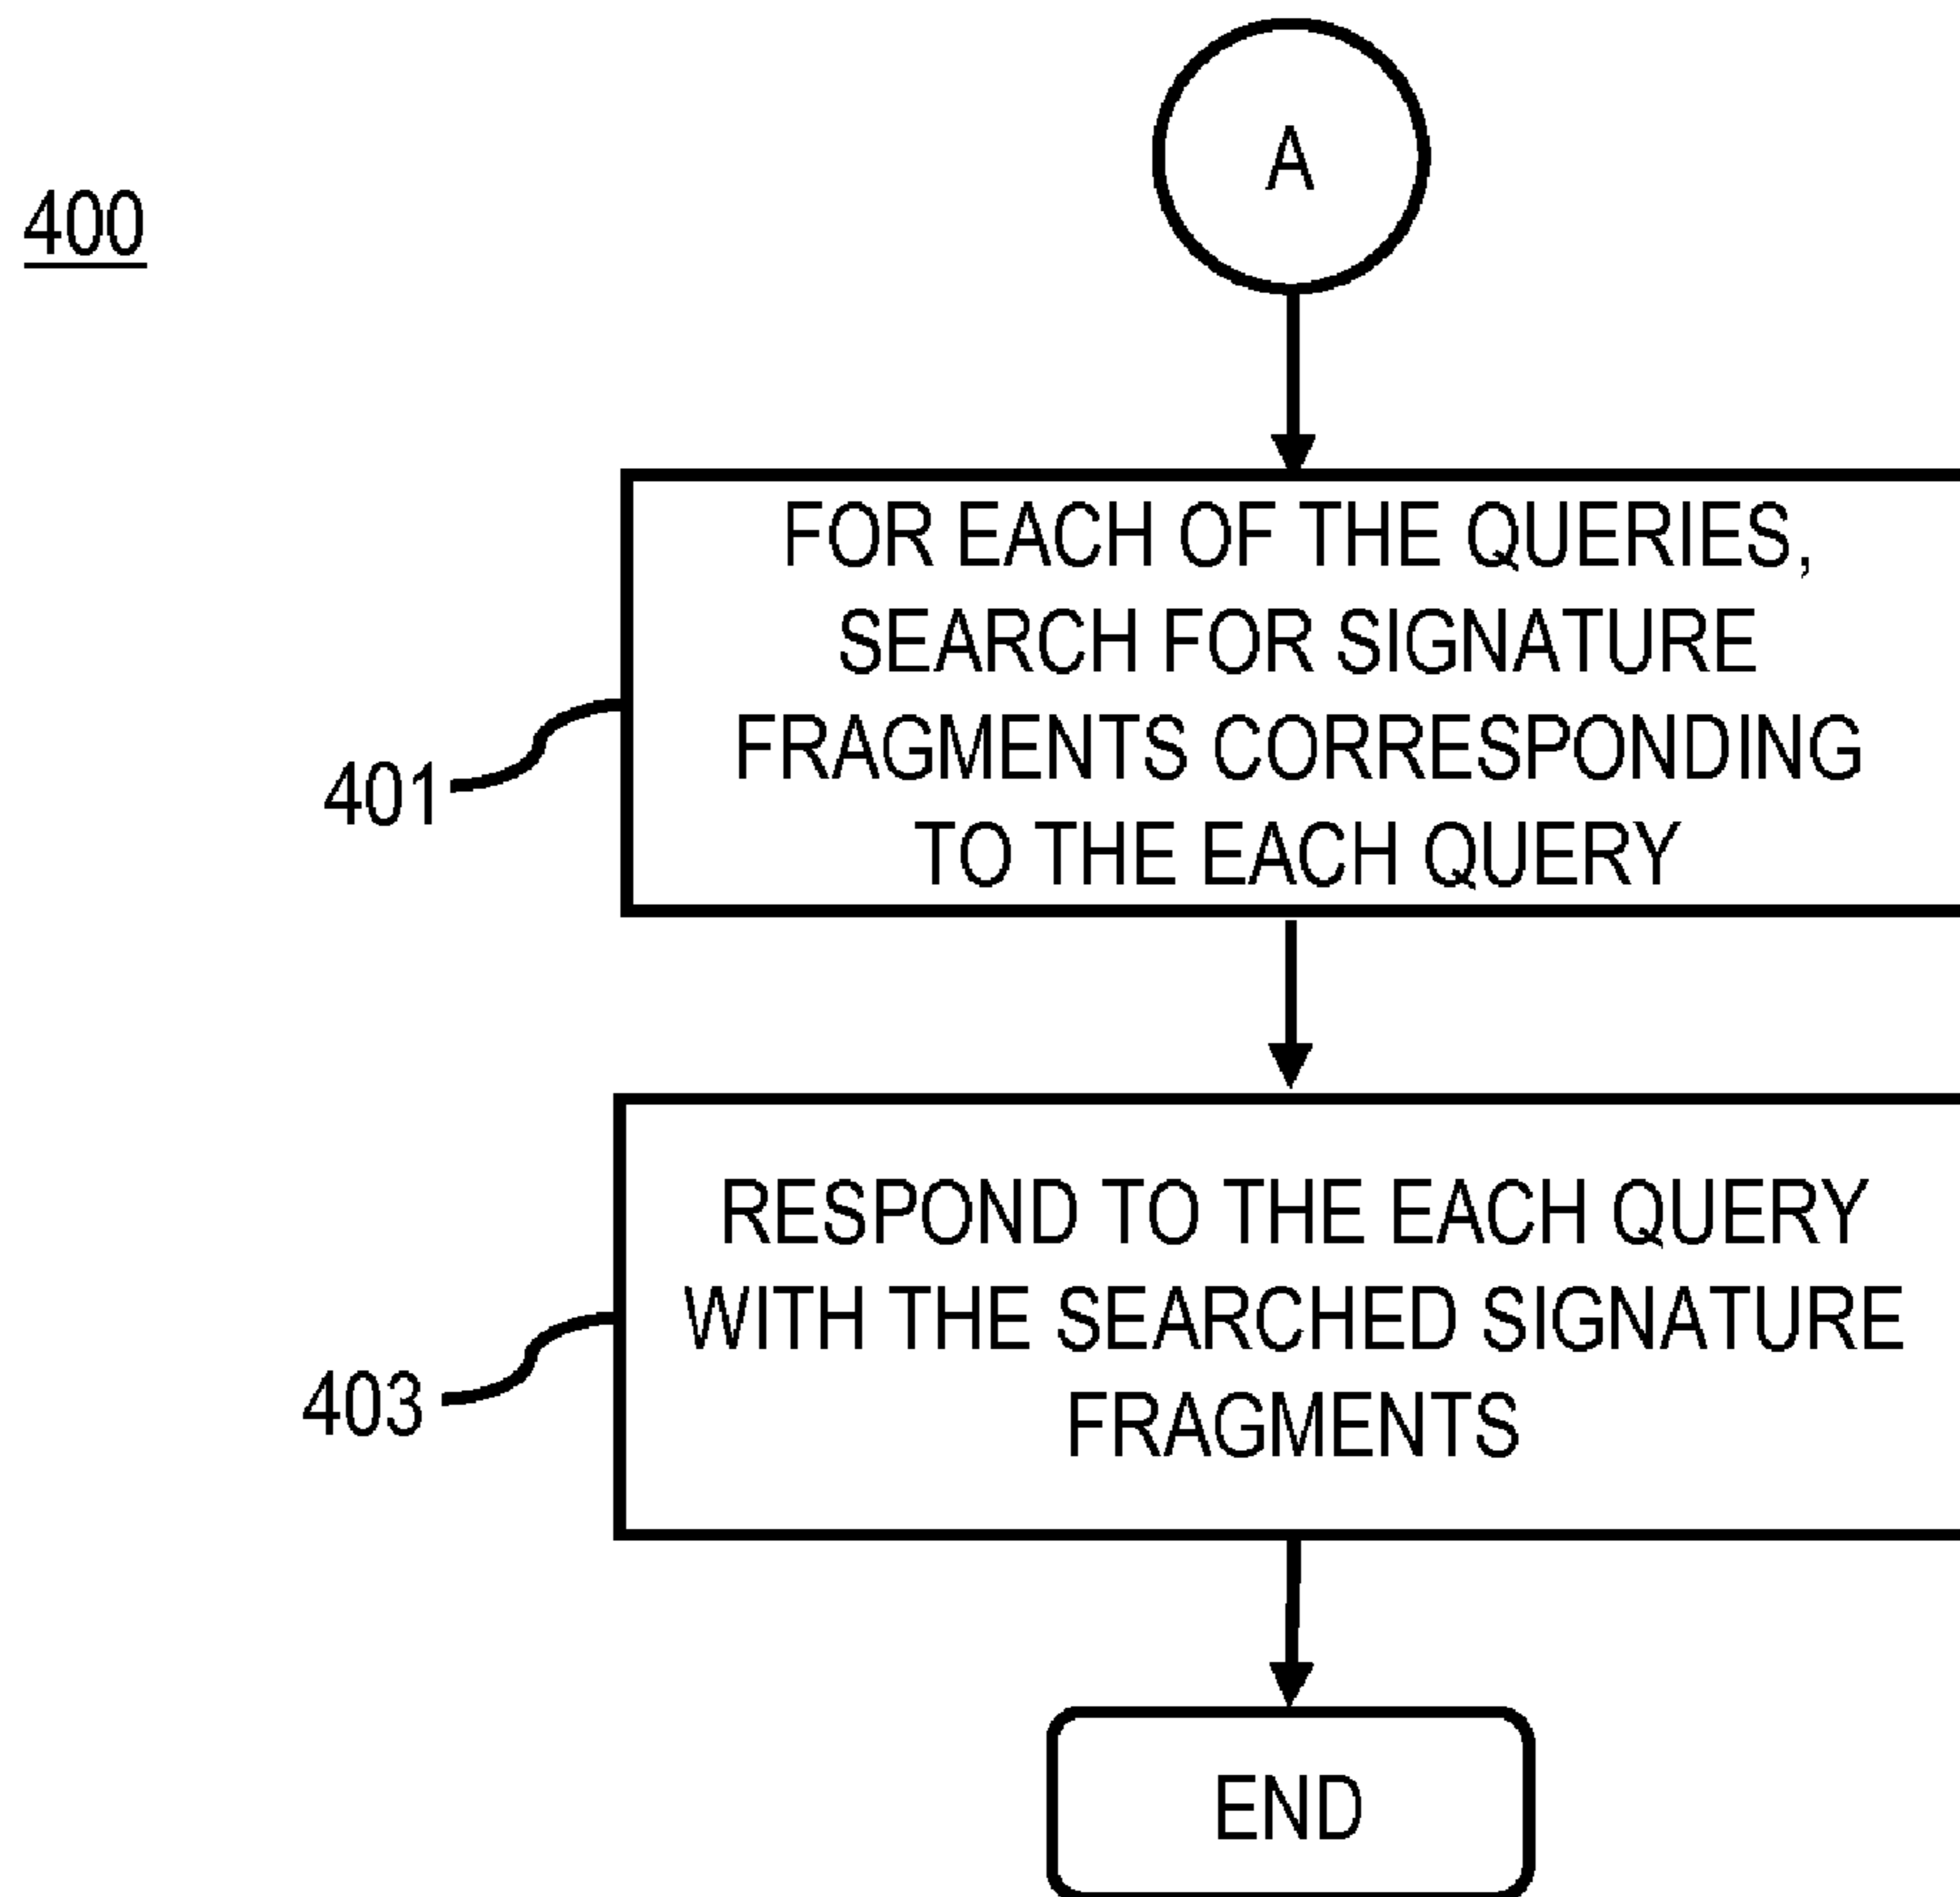 A
400
FOR EACH OF THE QUERIES,
SEARCH FOR SIGNATURE
FRAGMENTS CORRESPONDING
TO THE EACH QUERY
401
RESPOND TO THE EACH QUERY
WITH THE SEARCHED SIGNATURE
FRAGMENTS
403
END